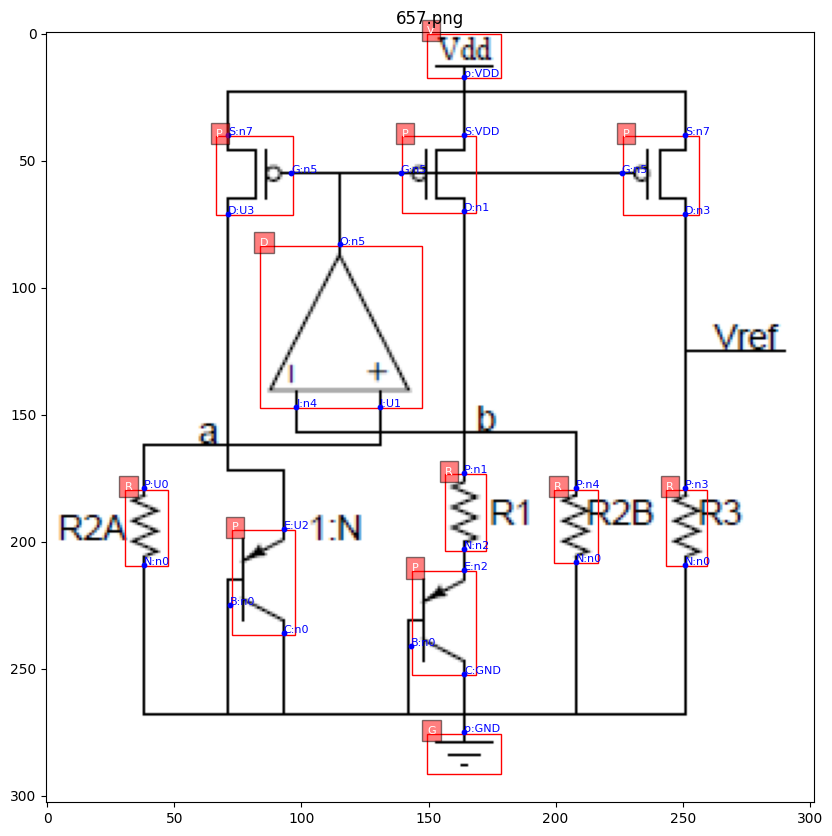 657.png
V
Vdd
p:VDD
0
P S:n7 P S:VDD P S:n7
50
G:n5 G:n5 G:n5
D:U3 D:n1 D:n3
D O:n5
100
Vref
I +
I:n4 I:U1
150
a b
R P:n1
R P:U0 R P:n4 R P:n3
R2A P E:U2 1:N R1 R2B R3
200
N:n2
N:n0 P E:n2 N:n0 N:n0
B:n0
C:n0 B:n0
250
C:GND
G p:GND
300
0 50 100 150 200 250 300